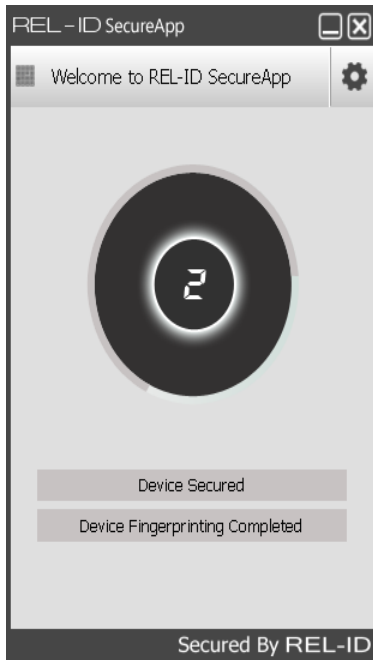 REL-ID SecureApp
Welcome to REL-ID SecureApp
2
Device Secured
Device Fingerprinting Completed
Secured By REL-ID